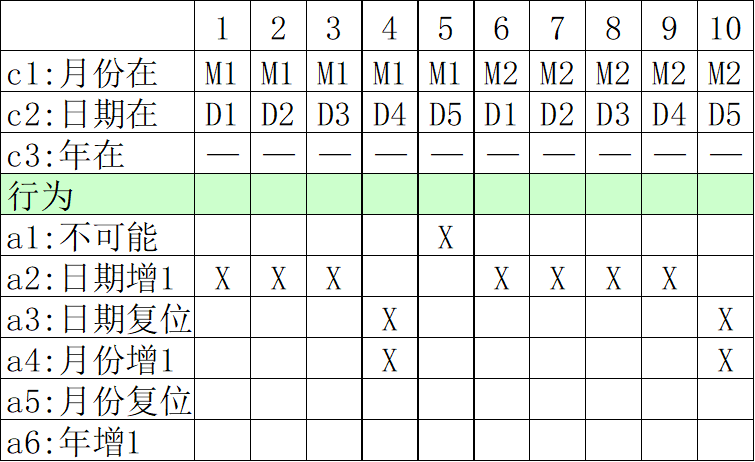 1 2 3 4 5 6 7 8 9 10
c1:月份在 M1 M1 M1 M1 M1 M2 M2 M2 M2 M2
c2:日期在 D1 D2 D3 D4 D5 D1 D2 D3 D4 D5
c3:年在 — — — — — — — — — —
行为
a1:不可能 X
a2:日期增1 X X X X X X X
a3:日期复位 X X
a4:月份增1 X X
a5:月份复位
a6:年增1